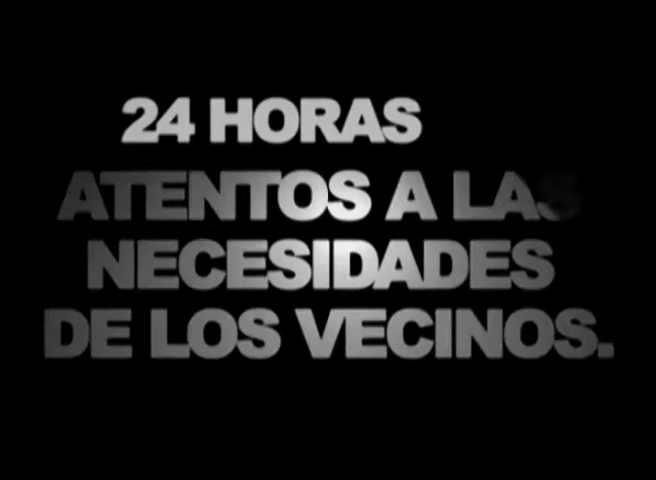 24 HORAS
ATENTOS A LAS
NECESIDADES
DE LOS VECINOS.